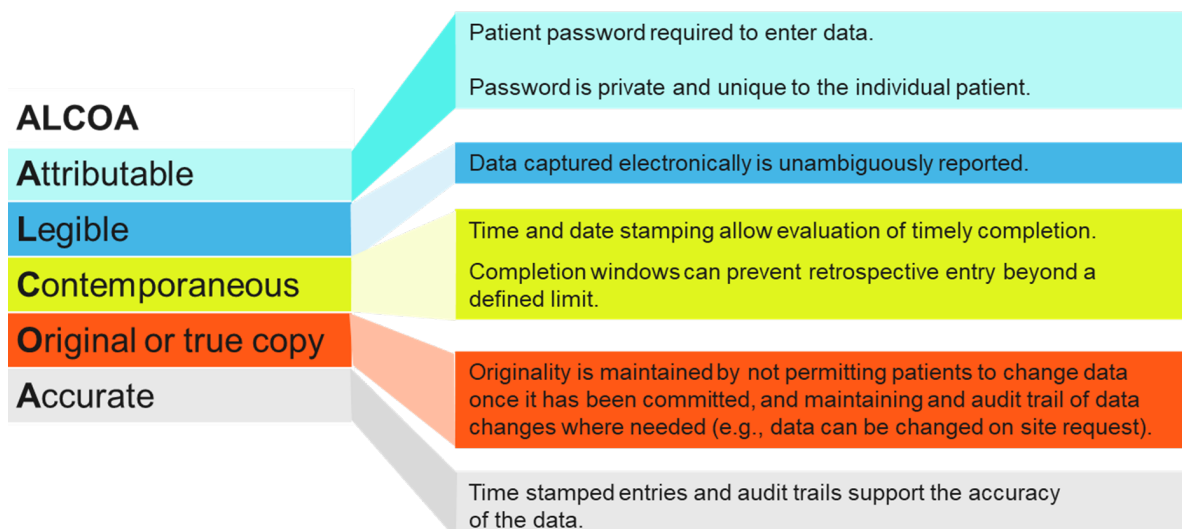 ALCOA
Attributable
Legible
Contemporaneous
Original or true copy
Accurate
Patient password required to enter data.
Password is private and unique to the individual patient.
Data captured electronically is unambiguously reported.
Time and date stamping allow evaluation of timely completion.
Completion windows can prevent retrospective entry beyond a
defined limit.
Originality is maintained by not permitting patients to change data
once it has been committed, and maintaining and audit trail of data
changes where needed (e.g., data can be changed on site request).
Time stamped entries and audit trails support the accuracy
of the data.